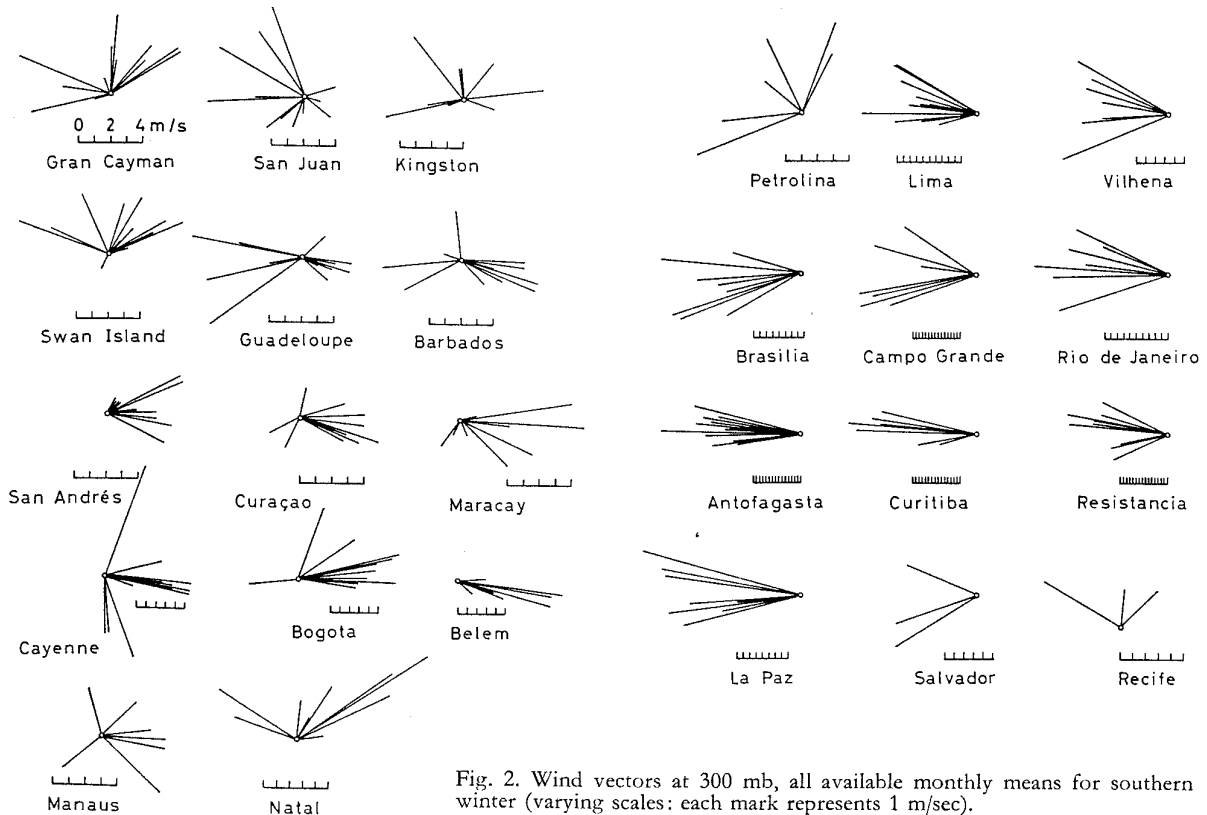 0 2 4 m/s
Gran Cayman
San Juan
Kingston
Petrolina
Lima
Vilhena
Swan Island
Guadeloupe
Barbados
Brasilia
Campo Grande
Rio de Janeiro
San Andrés
Curaçao
Maracay
Antofagasta
Curitiba
Resistancia
Cayenne
Bogota
Belem
La Paz
Salvador
Recife
Manaus
Natal
Fig. 2. Wind vectors at 300 mb, all available monthly means for southern
winter (varying scales: each mark represents 1 m/sec).